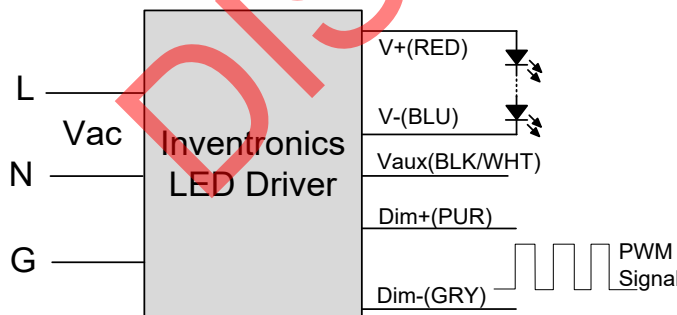 V+(RED)
L
Vac
V-(BLU)
Inventronics
LED Driver
Vaux(BLK/WHT)
N
Dim+(PUR)
G
PWM
Signal
Dim-(GRY)